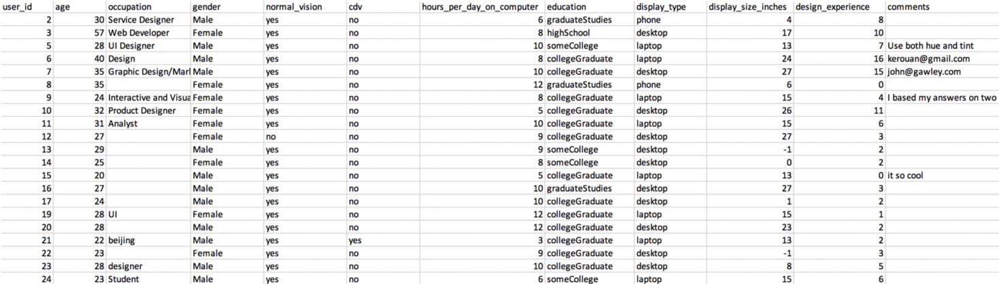 user_id age occupation gender normal_vision cdv hours_per_day_on_computer education display_type display_size_inches design_experience comments
2 30 Service Designer Male yes no 6 graduateStudies phone 4 8
3 57 Web Developer Female yes no 8 highSchool desktop 17 10
5 28 UI Designer Male yes no 10 someCollege laptop 13 7 Use both hue and tint
6 40 Design Male yes no 8 collegeGraduate laptop 24 16 kerouan@gmail.com
7 35 Graphic Design/Marl Male yes no 10 collegeGraduate desktop 27 15 john@gawley.com
8 35 Female yes no 12 graduateStudies phone 6 0
9 24 Interactive and Visua Female yes no 8 collegeGraduate laptop 15 4 I based my answers on two
10 32 Product Designer Female yes no 5 collegeGraduate desktop 26 11
11 31 Analyst Female yes no 10 collegeGraduate laptop 15 6
12 27 Female no no 9 collegeGraduate desktop 27 3
13 29 Male yes no 9 someCollege desktop -1 2
14 25 Female yes no 8 someCollege desktop 0 2
15 20 Male yes no 5 collegeGraduate laptop 13 0 it so cool
16 27 Male yes no 10 graduateStudies desktop 27 3
17 24 Male yes no 10 collegeGraduate desktop 1 2
19 28 UI Female yes no 12 collegeGraduate laptop 15 1
20 28 Male yes no 12 collegeGraduate desktop 23 2
21 22 beijing Male yes yes 3 collegeGraduate laptop 13 2
22 23 Female yes no 9 collegeGraduate desktop -1 3
23 28 designer Male yes no 10 collegeGraduate desktop 8 5
24 23 Student Male yes no 6 someCollege laptop 15 6